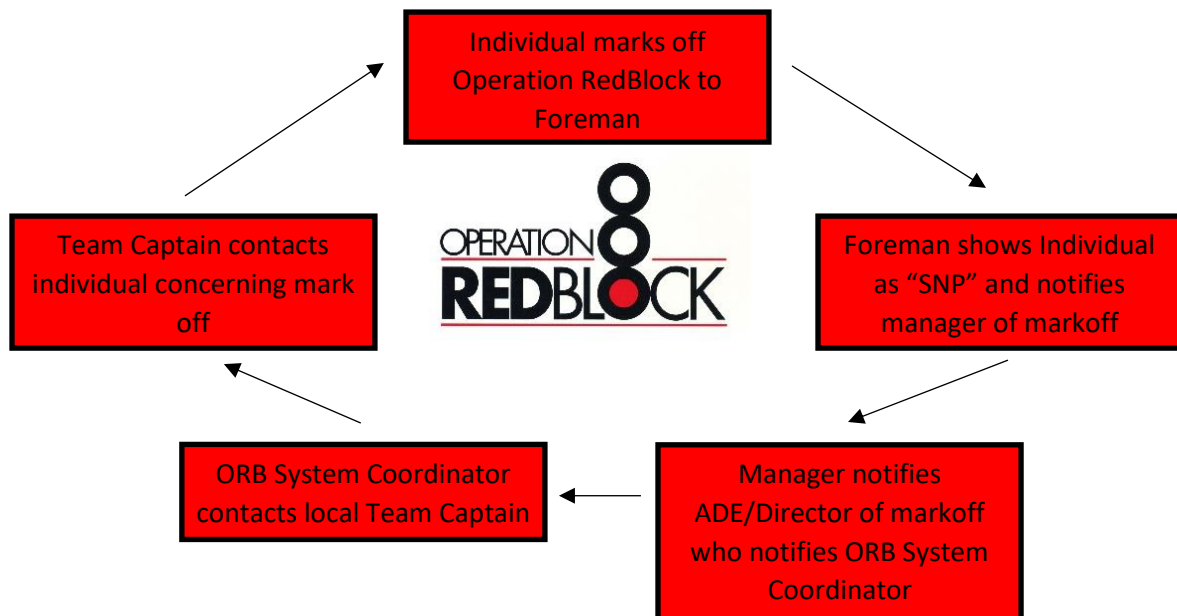 Individual marks off
Operation RedBlock to
Foreman
Foreman shows Individual
as “SNP” and notifies
manager of markoff
Manager notifies
ADE/Director of markoff
who notifies ORB System
Coordinator
ORB System Coordinator
contacts local Team Captain
Team Captain contacts
individual concerning mark
off
OPERATION
REDBLOCK